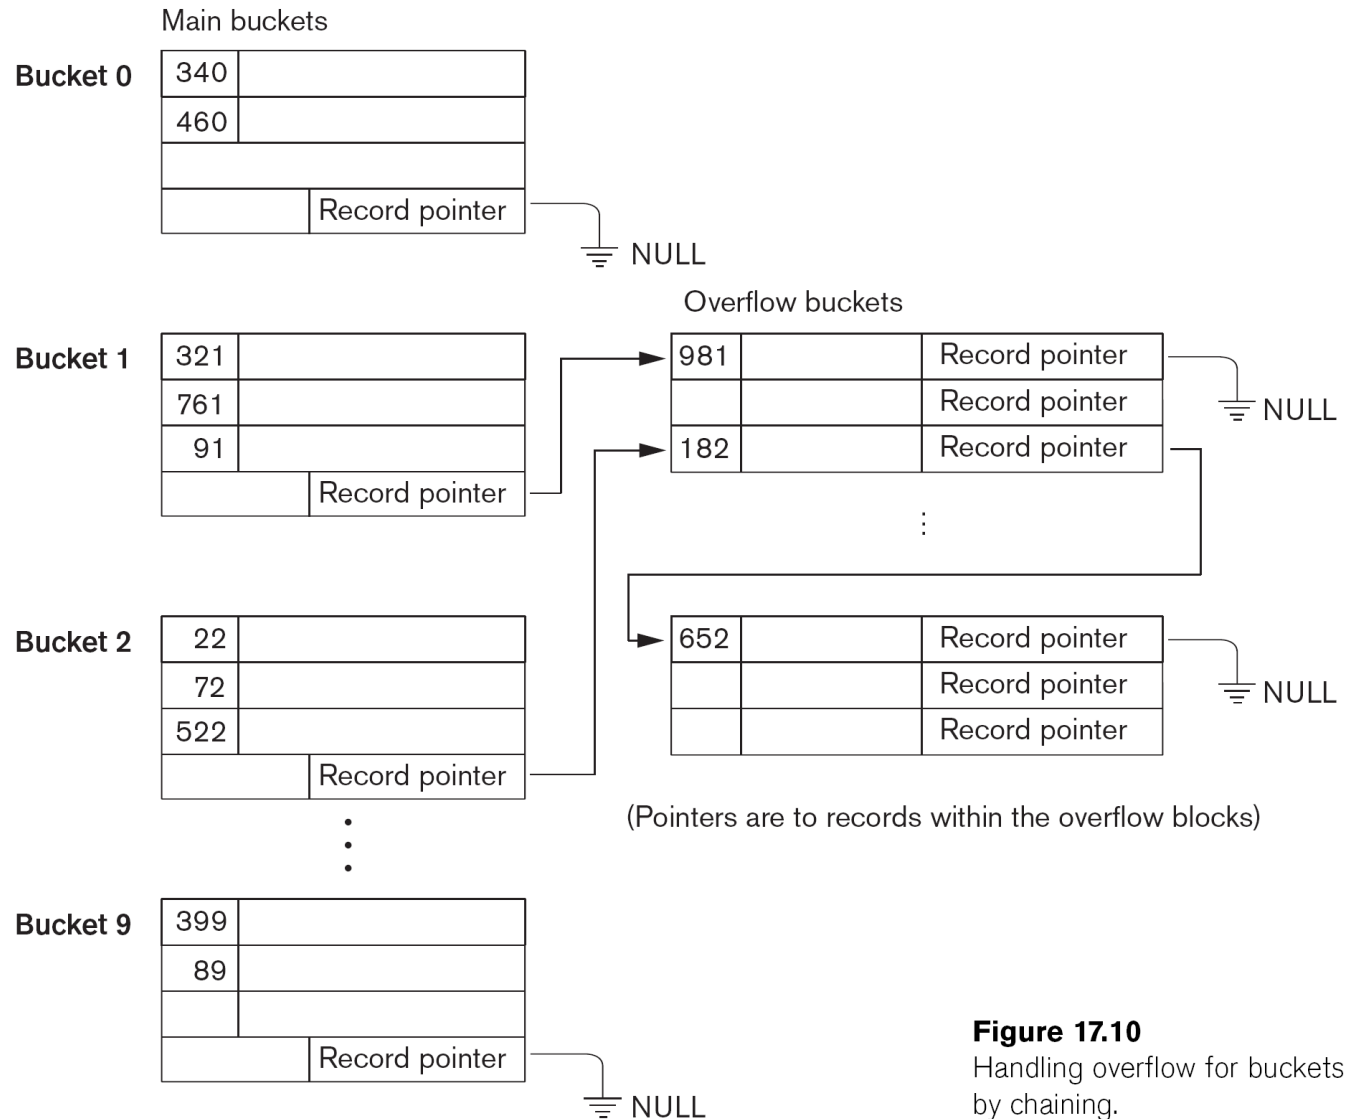 Main buckets
Bucket 0
340
460
Record pointer
NULL
Overflow buckets
Bucket 1
321
761
91
Record pointer
981 Record pointer
Record pointer
182 Record pointer
NULL
Bucket 2
22
72
522
Record pointer
652 Record pointer
Record pointer
Record pointer
NULL
(Pointers are to records within the overflow blocks)
Bucket 9
399
89
Record pointer
NULL
Figure 17.10
Handling overflow for buckets
by chaining.